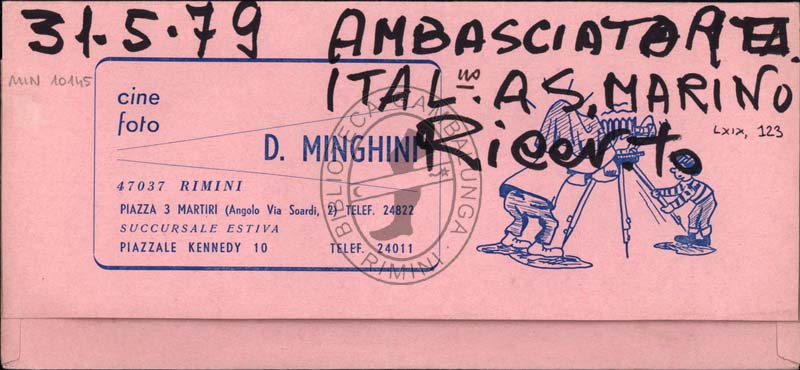 31.5.79 AMBASCIATORE
ITAL.no A S. MARINO
Ricevuto
MIN 10145
LXIX, 123
cine
foto
D. MINGHINI
47037 RIMINI
PIAZZA 3 MARTIRI (Angolo Via Soardi, 2) TELEF. 24822
SUCCURSALE ESTIVA
PIAZZALE KENNEDY 10 TELEF. 24011
BIBLIOTECA GAMBALUNGA
RIMINI